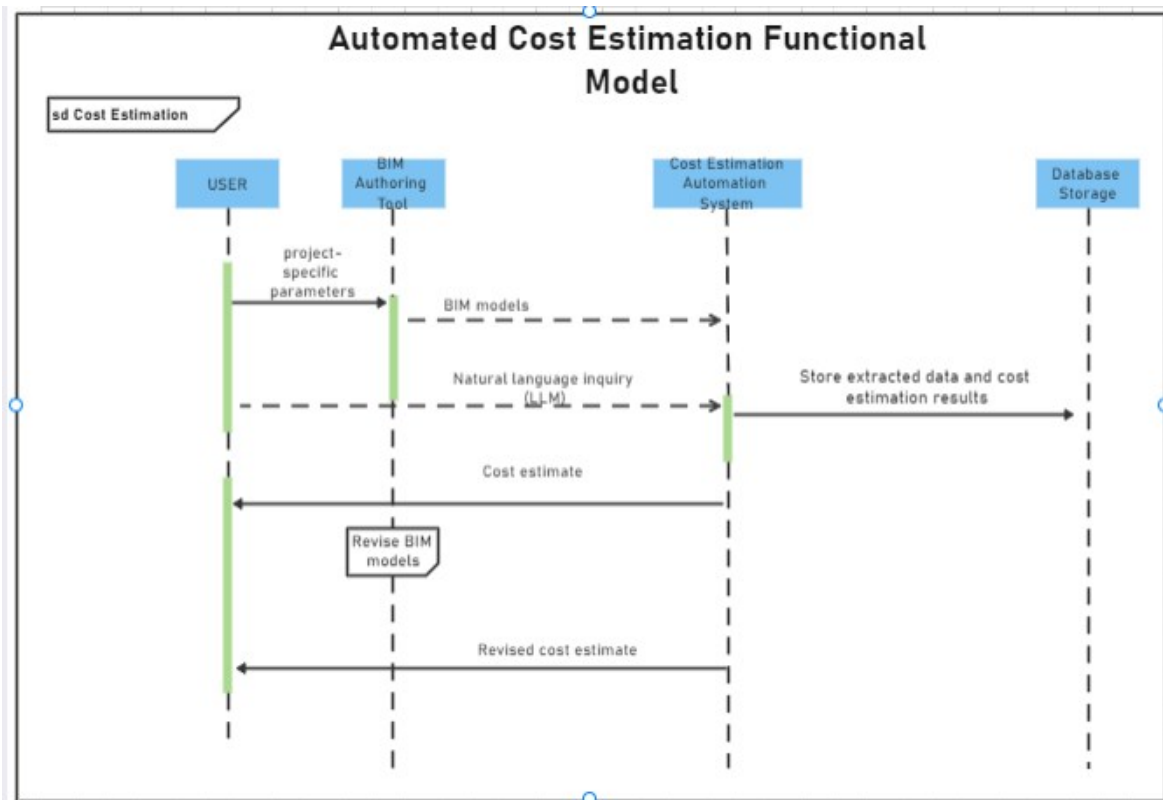 Automated Cost Estimation Functional
Model
sd Cost Estimation
USER
BIM
Authoring
Tool
Cost Estimation
Automation
System
Database
Storage
project-
specific
parameters
BIM models
Natural language inquiry
(LLM)
Store extracted data and cost
estimation results
Cost estimate
Revise BIM
models
Revised cost estimate